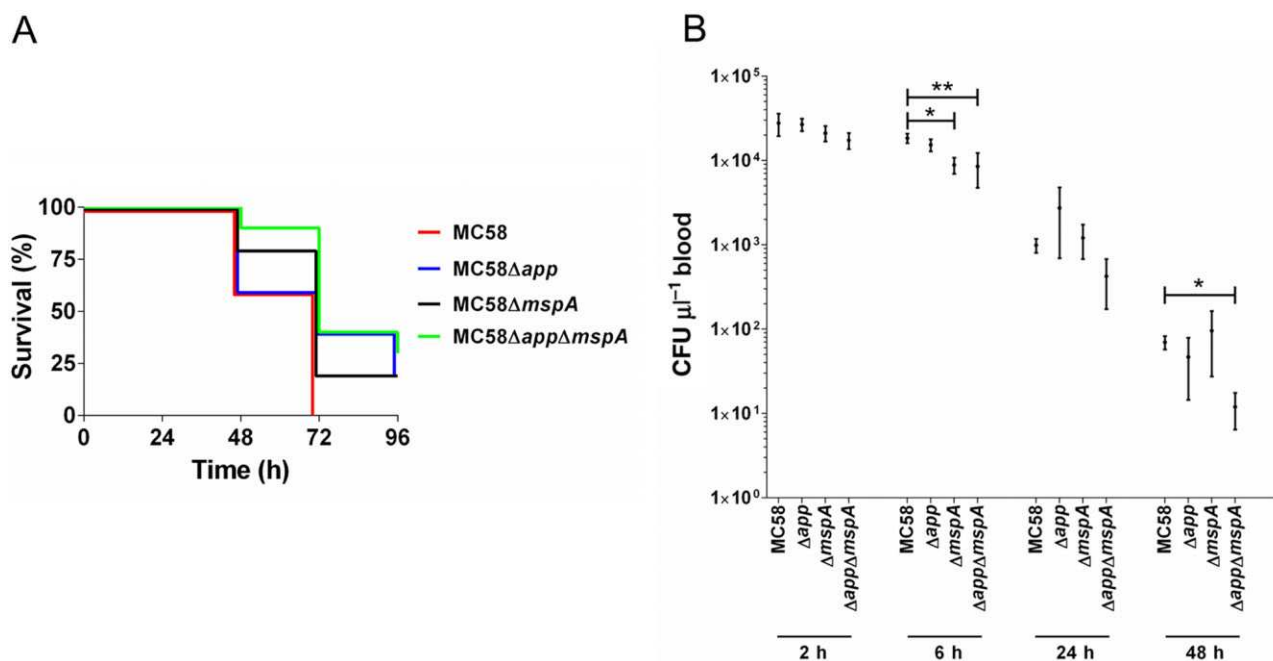 A
Survival (%)
100
75
50
25
0
0 24 48 72 96
Time (h)
MC58
MC58Δapp
MC58ΔmspA
MC58ΔappΔmspA
B
CFU µl⁻¹ blood
1×10⁵
1×10⁴
1×10³
1×10²
1×10¹
1×10⁰
**
*
*
MC58
Δapp
ΔmspA
ΔappΔmspA
MC58
Δapp
ΔmspA
ΔappΔmspA
MC58
Δapp
ΔmspA
ΔappΔmspA
MC58
Δapp
ΔmspA
ΔappΔmspA
2 h 6 h 24 h 48 h